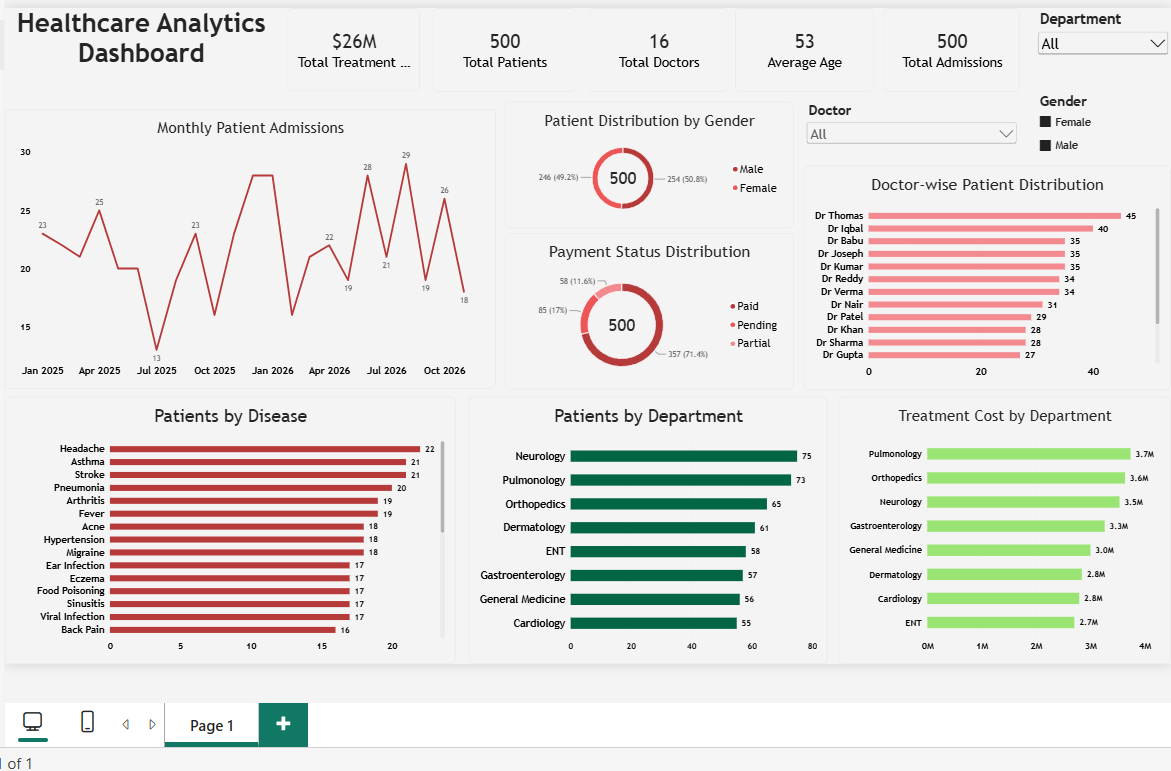 Healthcare Analytics
Dashboard
$26M
Total Treatment ...
500
Total Patients
16
Total Doctors
53
Average Age
500
Total Admissions
Department
All
Doctor
All
Gender
Female
Male
Monthly Patient Admissions
30
25
20
15
23
25
13
23
22
19
28
21
29
19
26
18
Jan 2025 Apr 2025 Jul 2025 Oct 2025 Jan 2026 Apr 2026 Jul 2026 Oct 2026
Patient Distribution by Gender
246 (49.2%)
500
254 (50.8%)
Male
Female
Payment Status Distribution
58 (11.6%)
85 (17%)
500
357 (71.4%)
Paid
Pending
Partial
Doctor-wise Patient Distribution
Dr Thomas 45
Dr Iqbal 40
Dr Babu 35
Dr Joseph 35
Dr Kumar 35
Dr Reddy 34
Dr Verma 34
Dr Nair 31
Dr Patel 29
Dr Khan 28
Dr Sharma 28
Dr Gupta 27
0 20 40
Patients by Disease
Headache 22
Asthma 21
Stroke 21
Pneumonia 20
Arthritis 19
Fever 19
Acne 18
Hypertension 18
Migraine 18
Ear Infection 17
Eczema 17
Food Poisoning 17
Sinusitis 17
Viral Infection 17
Back Pain 16
0 5 10 15 20
Patients by Department
Neurology 75
Pulmonology 73
Orthopedics 65
Dermatology 61
ENT 58
Gastroenterology 57
General Medicine 56
Cardiology 55
0 20 40 60 80
Treatment Cost by Department
Pulmonology 3.7M
Orthopedics 3.6M
Neurology 3.5M
Gastroenterology 3.3M
General Medicine 3.0M
Dermatology 2.8M
Cardiology 2.8M
ENT 2.7M
0M 1M 2M 3M 4M
Page 1
of 1